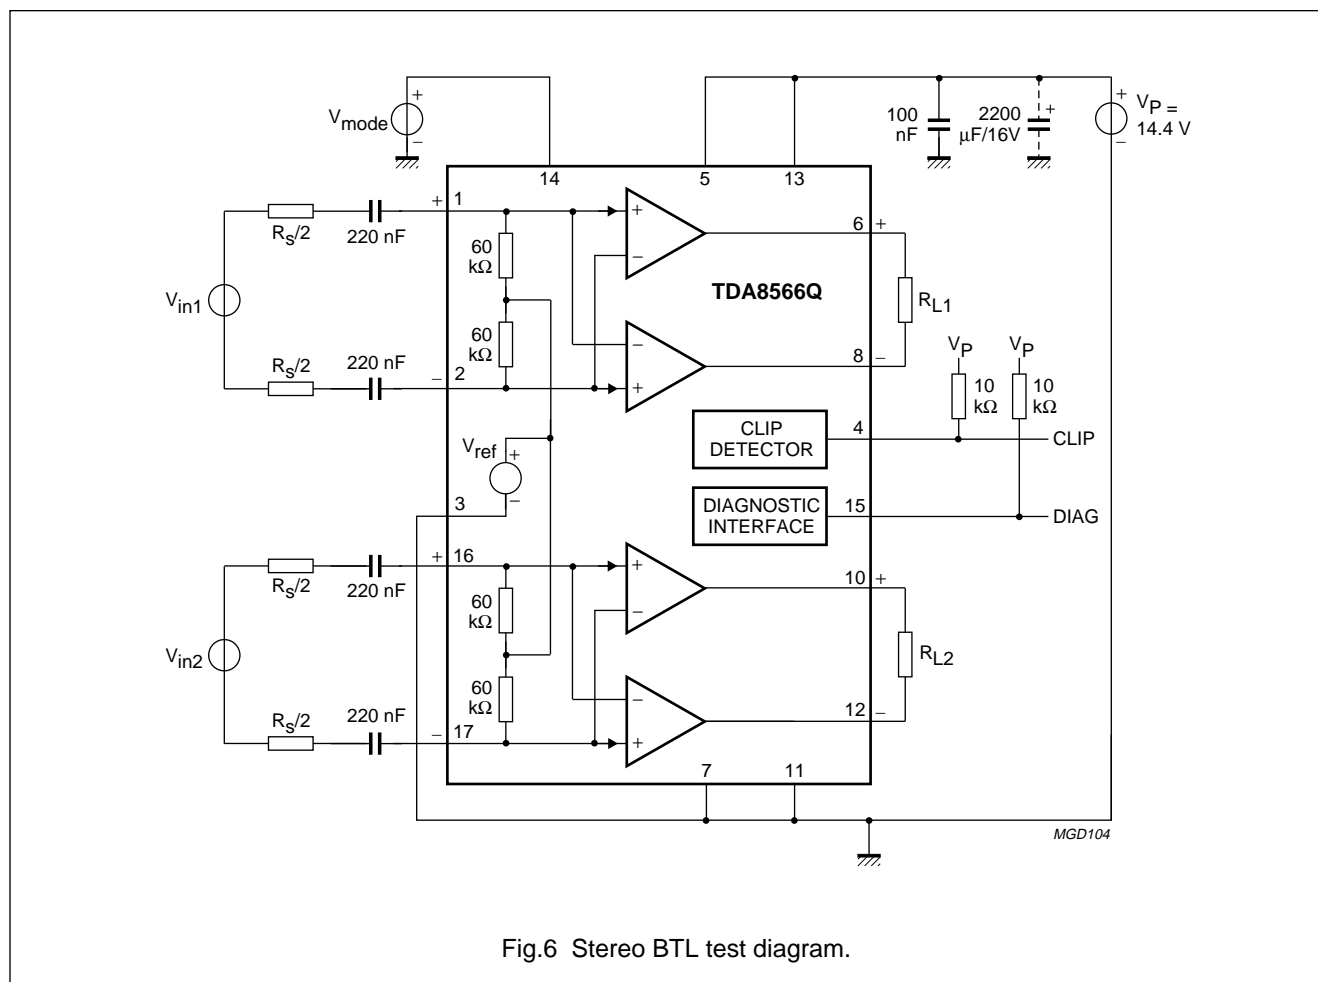 +
V_mode
−
100 nF
2200 µF/16V
+
+
V_P = 14.4 V
−
14
5
13
+
1
R_S/2
220 nF
60 kΩ
+
−
6
+
TDA8566Q
V_in1
R_L1
60 kΩ
−
+
8
−
R_S/2
220 nF
−
2
V_P
V_P
10 kΩ
10 kΩ
CLIP DETECTOR
4
CLIP
V_ref
+
−
3
DIAGNOSTIC INTERFACE
15
DIAG
+
16
R_S/2
220 nF
60 kΩ
+
−
10
+
V_in2
R_L2
60 kΩ
−
+
12
−
R_S/2
220 nF
−
17
7
11
MGD104
Fig.6 Stereo BTL test diagram.